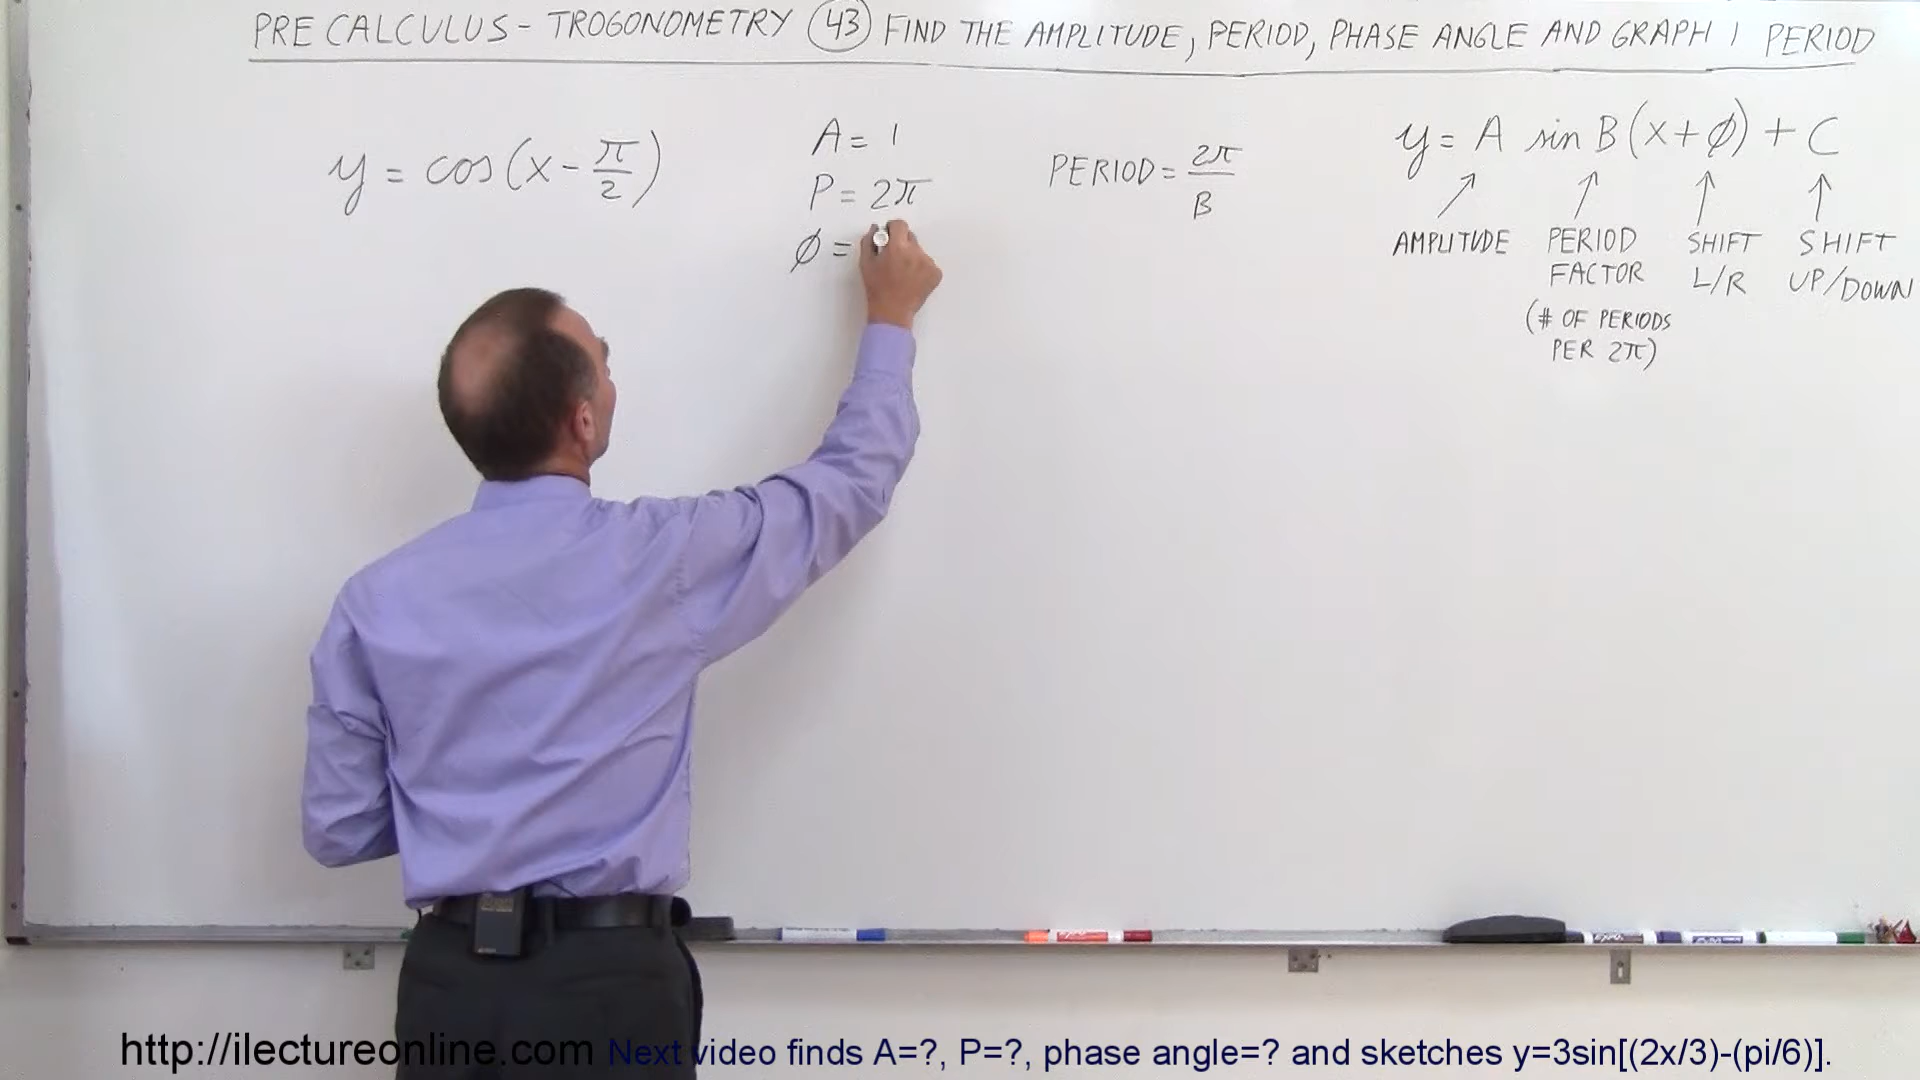 PRE CALCULUS - TROGONOMETRY 43 FIND THE AMPLITUDE, PERIOD, PHASE ANGLE AND GRAPH 1 PERIOD
y = cos(x - π/2)
A = 1
P = 2π
φ =
PERIOD = 2π/B
y = A sin B(x + φ) + C
AMPLITUDE
PERIOD FACTOR
(# OF PERIODS
PER 2π)
SHIFT
L/R
SHIFT
UP/DOWN
http://ilectureonline.com Next video finds A=?, P=?, phase angle=? and sketches y=3sin[(2x/3)-(pi/6)].